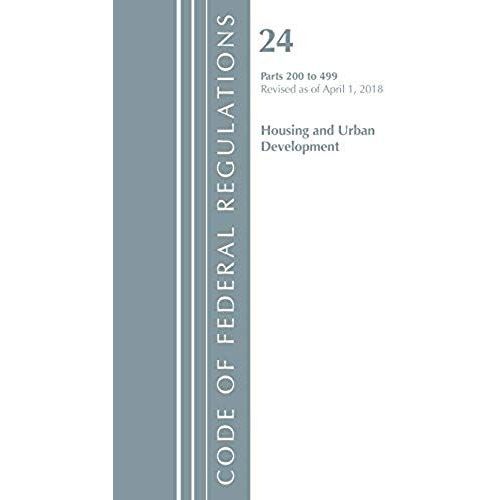 CODE OF FEDERAL REGULATIONS
24
Parts 200 to 499
Revised as of April 1, 2018
Housing and Urban
Development